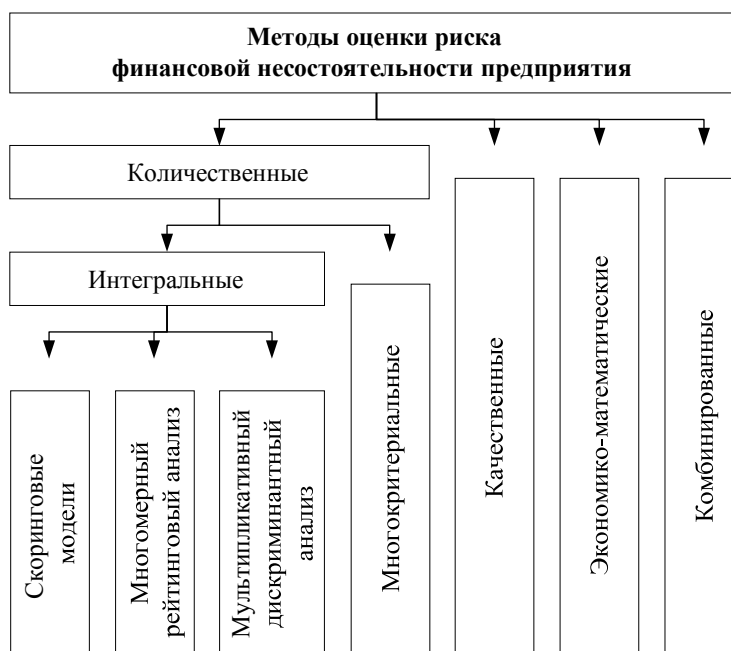 Методы оценки риска
финансовой несостоятельности предприятия
Количественные
Интегральные
Скоринговые
модели
Многомерный
рейтинговый анализ
Мультипликативный
дискриминантный
анализ
Многокритериальные
Качественные
Экономико-математические
Комбинированные